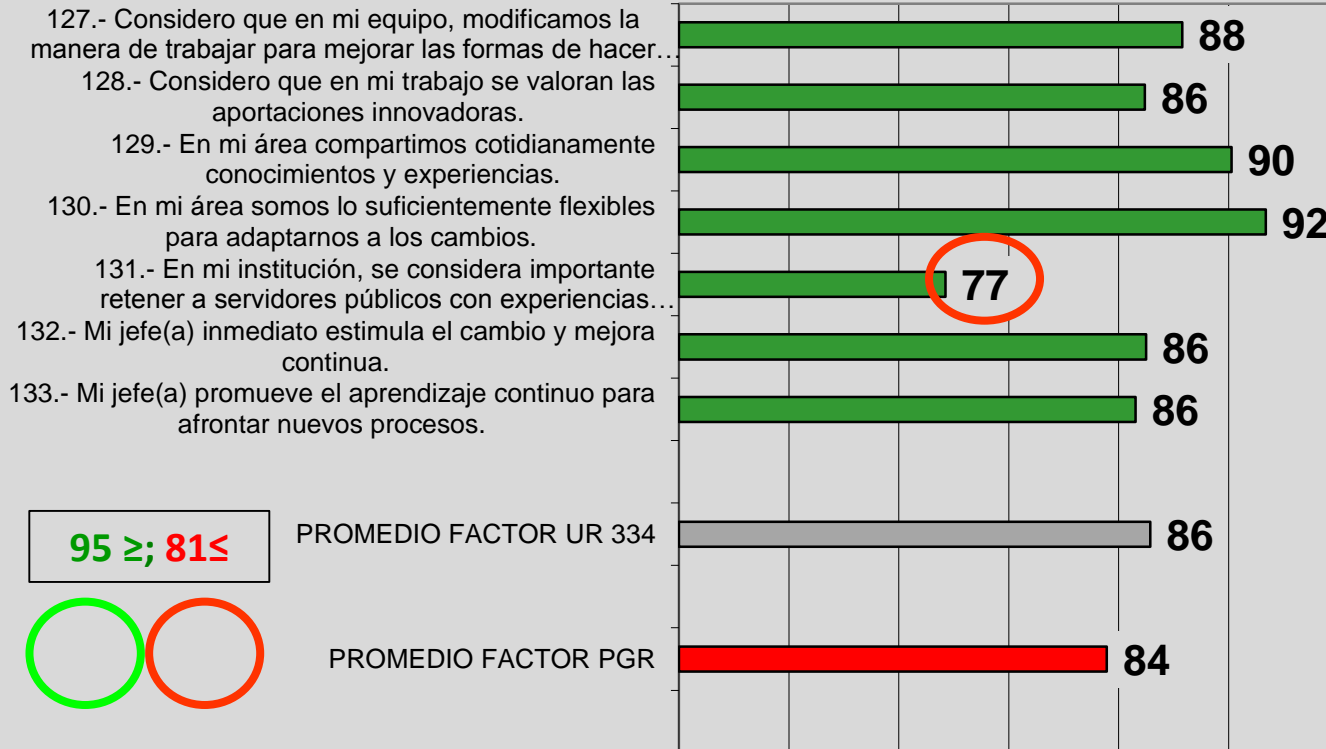 127.- Considero que en mi equipo, modificamos la
manera de trabajar para mejorar las formas de hacer…
88
128.- Considero que en mi trabajo se valoran las
aportaciones innovadoras.
86
129.- En mi área compartimos cotidianamente
conocimientos y experiencias.
90
130.- En mi área somos lo suficientemente flexibles
para adaptarnos a los cambios.
92
131.- En mi institución, se considera importante
retener a servidores públicos con experiencias…
77
132.- Mi jefe(a) inmediato estimula el cambio y mejora
continua.
86
133.- Mi jefe(a) promueve el aprendizaje continuo para
afrontar nuevos procesos.
86
95 ≥; 81≤
PROMEDIO FACTOR UR 334
86
PROMEDIO FACTOR PGR
84